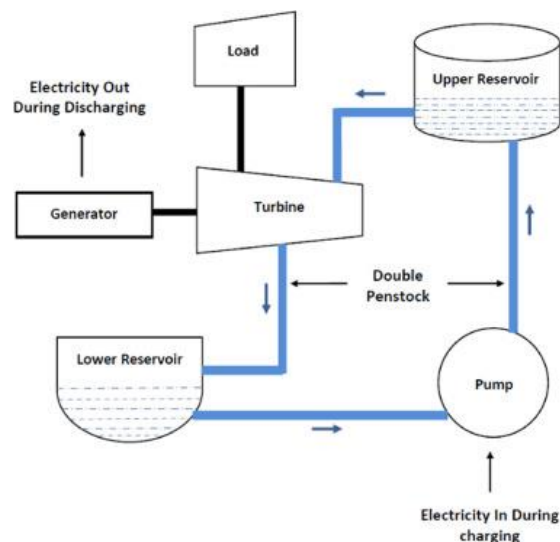 Load
Upper Reservoir
Electricity Out
During Discharging
Generator
Turbine
Double
Penstock
Lower Reservoir
Pump
Electricity In During
charging